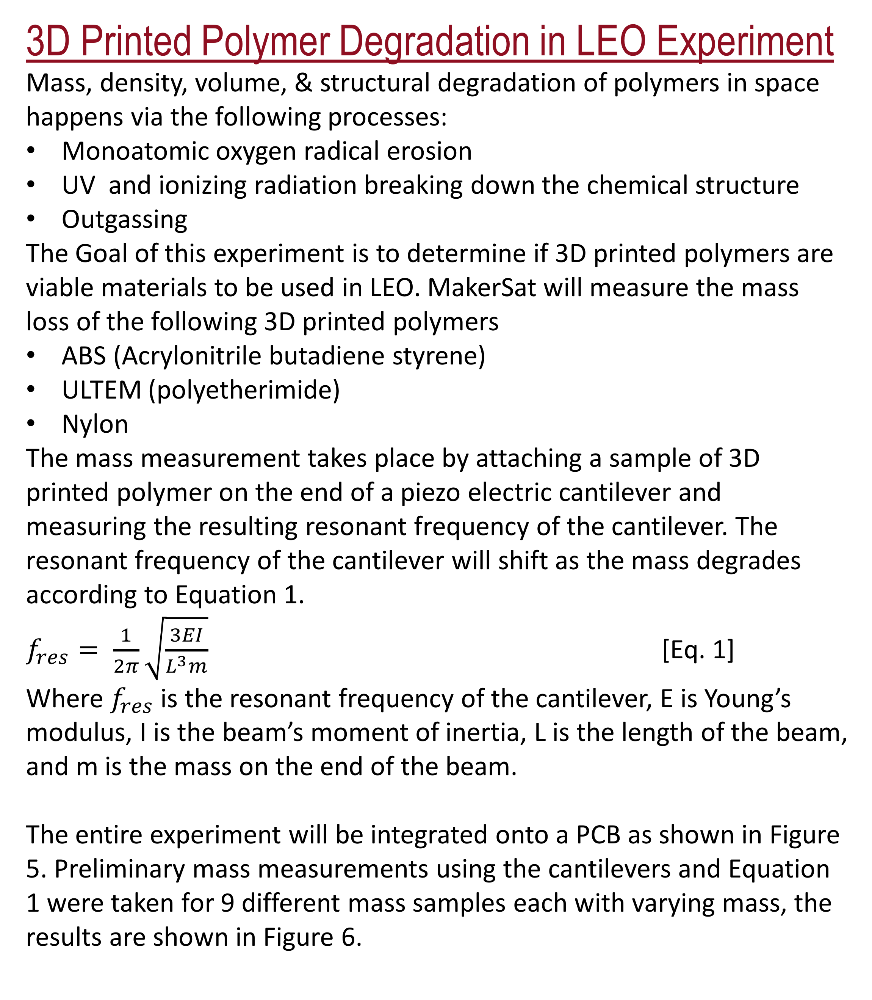 3D Printed Polymer Degradation in LEO Experiment
Mass, density, volume, & structural degradation of polymers in space
happens via the following processes:
• Monoatomic oxygen radical erosion
• UV  and ionizing radiation breaking down the chemical structure
• Outgassing
The Goal of this experiment is to determine if 3D printed polymers are
viable materials to be used in LEO. MakerSat will measure the mass
loss of the following 3D printed polymers
• ABS (Acrylonitrile butadiene styrene)
• ULTEM (polyetherimide)
• Nylon
The mass measurement takes place by attaching a sample of 3D
printed polymer on the end of a piezo electric cantilever and
measuring the resulting resonant frequency of the cantilever. The
resonant frequency of the cantilever will shift as the mass degrades
according to Equation 1.
$f_{res} = \frac{1}{2\pi}\sqrt{\frac{3EI}{L^3m}}$ [Eq. 1]
Where $f_{res}$ is the resonant frequency of the cantilever, E is Young’s
modulus, I is the beam’s moment of inertia, L is the length of the beam,
and m is the mass on the end of the beam.
The entire experiment will be integrated onto a PCB as shown in Figure
5. Preliminary mass measurements using the cantilevers and Equation
1 were taken for 9 different mass samples each with varying mass, the
results are shown in Figure 6.